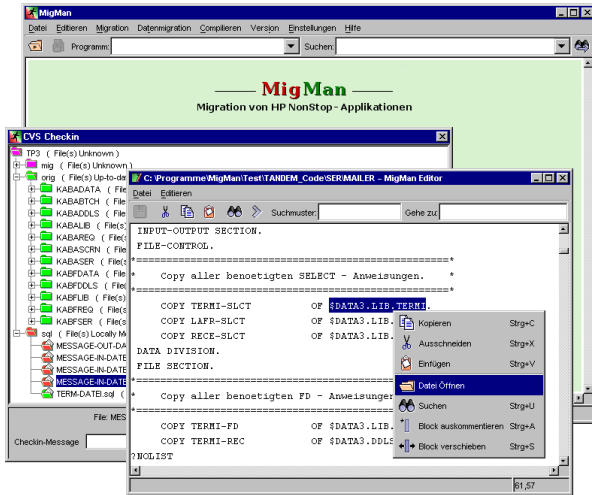 MigMan
Datei Editieren Migration Datenmigration Compilieren Version Einstellungen Hilfe
Programm: Suchen:
MigMan
Migration von HP NonStop-Applikationen
CVS Checkin
TP3 ( File(s) Unknown )
mig ( File(s) Unknown )
orig ( File(s) Up-to-da
KABADATA ( File
KABABTCH ( File
KABADDLS ( File
KABALIB ( File(s)
KABAREQ ( File(s
KABASCRN ( File
KABASER ( File(s
KABFDATA ( File
KABFDDLS ( File
KABFLIB ( File(s)
KABFREQ ( File(s
KABFSER ( File(s
sql ( File(s) Locally Mo
MESSAGE-OUT-DA
MESSAGE-IN-DATE
MESSAGE-IN-DATE
MESSAGE-IN-DATE
TERM-DATEI.sql (
File: MES
Checkin-Message
C:\Programme\MigMan\Test\TANDEM_Code\SER\MAILER - MigMan Editor
Datei Editieren
Suchmuster: Gehe zu:
INPUT-OUTPUT SECTION.
FILE-CONTROL.
*====================================================*
* Copy aller benoetigten SELECT - Anweisungen. *
*====================================================*
COPY TERMI-SLCT OF $DATA3.LIB.TERMI.
COPY LAFR-SLCT OF $DATA3.LIB.
COPY RECE-SLCT OF $DATA3.LIB.
DATA DIVISION.
FILE SECTION.
*====================================
* Copy aller benoetigten FD - Anweisungen
*====================================
COPY TERMI-FD OF $DATA3.LIB.
COPY TERMI-REC OF $DATA3.DDLS
?NOLIST
Kopieren Strg+C
Ausschneiden Strg+X
Einfügen Strg+V
Datei Öffnen
Suchen Strg+U
Block auskommentieren Strg+A
Block verschieben Strg+S
61,57